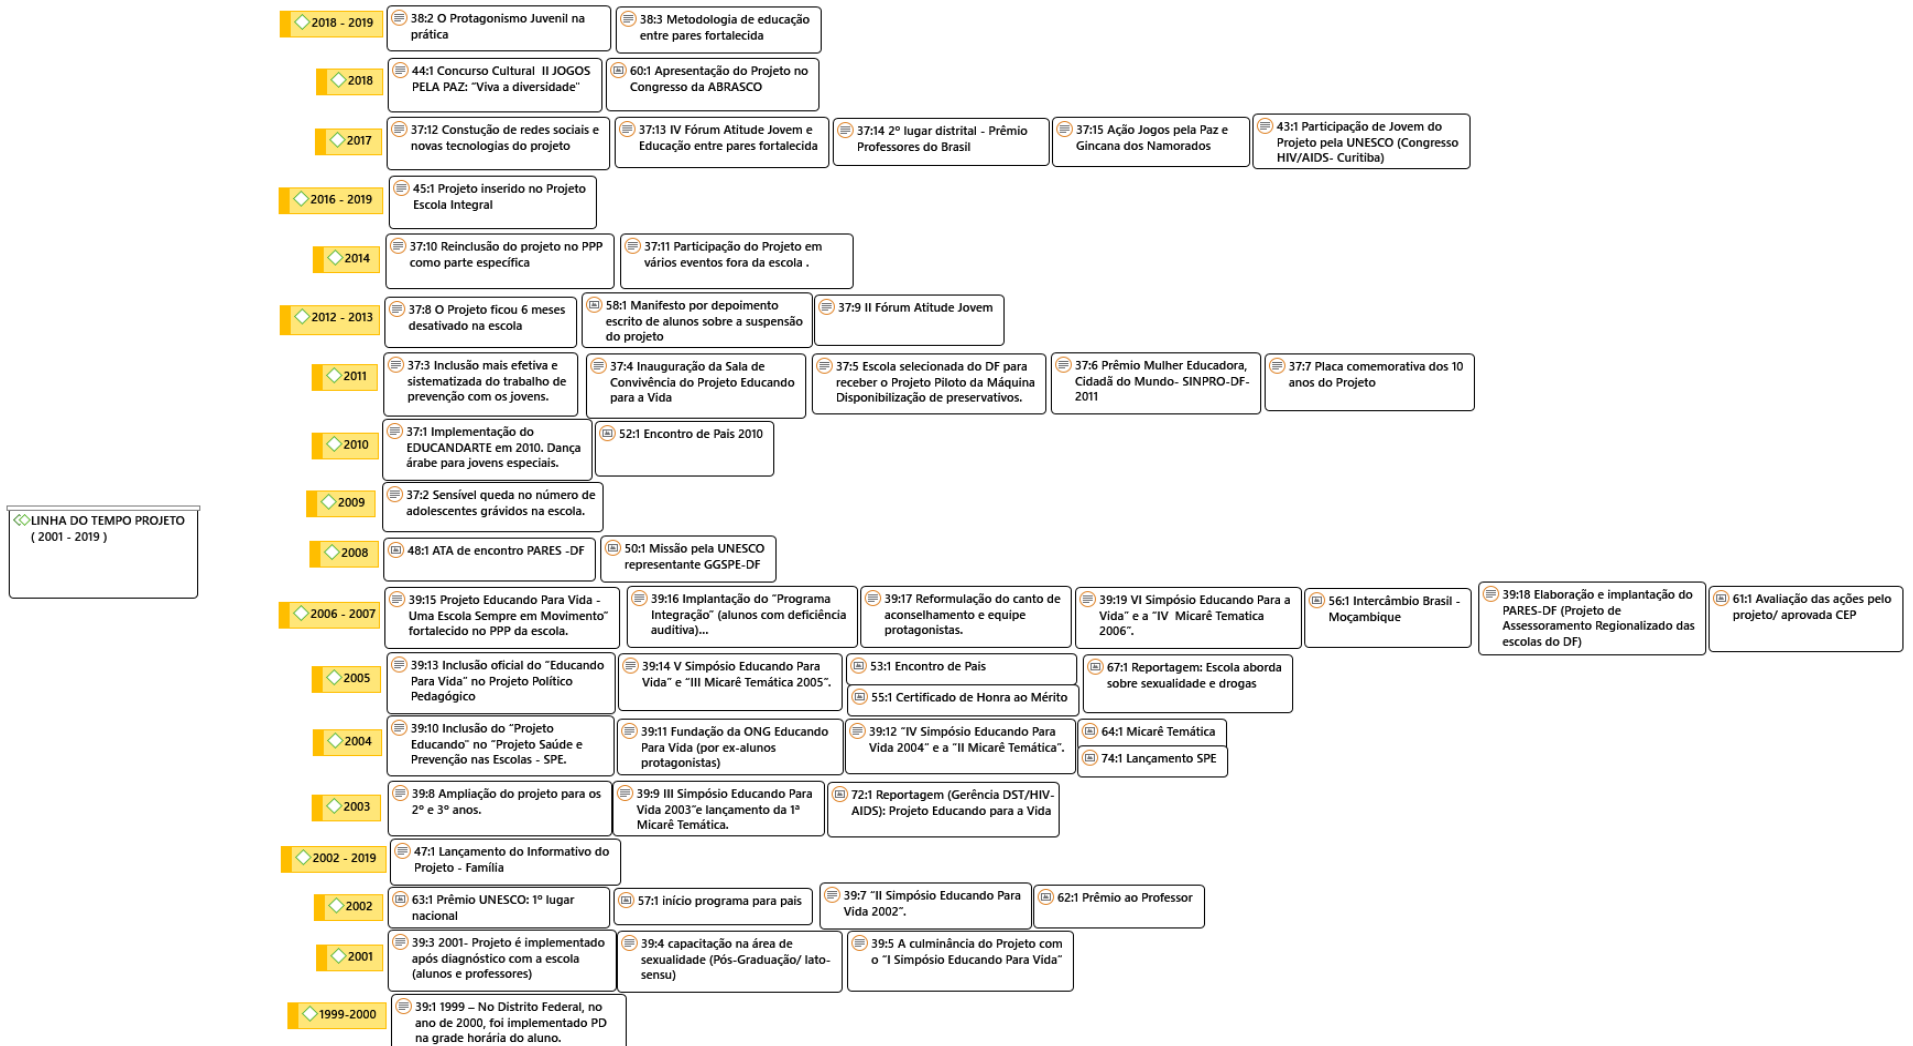 2018 - 2019
38:2 O Protagonismo Juvenil na
prática
38:3 Metodologia de educação
entre pares fortalecida
2018
44:1 Concurso Cultural II JOGOS
PELA PAZ: "Viva a diversidade"
60:1 Apresentação do Projeto no
Congresso da ABRASCO
2017
37:12 Constução de redes sociais e
novas tecnologias do projeto
37:13 IV Fórum Atitude Jovem e
Educação entre pares fortalecida
37:14 2º lugar distrital - Prêmio
Professores do Brasil
37:15 Ação Jogos pela Paz e
Gincana dos Namorados
43:1 Participação de Jovem do
Projeto pela UNESCO (Congresso
HIV/AIDS- Curitiba)
2016 - 2019
45:1 Projeto inserido no Projeto
Escola Integral
2014
37:10 Reinclusão do projeto no PPP
como parte específica
37:11 Participação do Projeto em
vários eventos fora da escola .
2012 - 2013
37:8 O Projeto ficou 6 meses
desativado na escola
58:1 Manifesto por depoimento
escrito de alunos sobre a suspensão
do projeto
37:9 II Fórum Atitude Jovem
2011
37:3 Inclusão mais efetiva e
sistematizada do trabalho de
prevenção com os jovens.
37:4 Inauguração da Sala de
Convivência do Projeto Educando
para a Vida
37:5 Escola selecionada do DF para
receber o Projeto Piloto da Máquina
Disponibilização de preservativos.
37:6 Prêmio Mulher Educadora,
Cidadã do Mundo- SINPRO-DF-
2011
37:7 Placa comemorativa dos 10
anos do Projeto
2010
37:1 Implementação do
EDUCANDARTE em 2010. Dança
árabe para jovens especiais.
52:1 Encontro de Pais 2010
2009
37:2 Sensível queda no número de
adolescentes grávidos na escola.
LINHA DO TEMPO PROJETO
( 2001 - 2019 )
2008
48:1 ATA de encontro PARES -DF
50:1 Missão pela UNESCO
representante GGSPE-DF
2006 - 2007
39:15 Projeto Educando Para Vida -
Uma Escola Sempre em Movimento"
fortalecido no PPP da escola.
39:16 Implantação do "Programa
Integração" (alunos com deficiência
auditiva)...
39:17 Reformulação do canto de
aconselhamento e equipe
protagonistas.
39:19 VI Simpósio Educando Para a
Vida" e a "IV Micarê Tematica
2006".
56:1 Intercâmbio Brasil -
Moçambique
39:18 Elaboração e implantação do
PARES-DF (Projeto de
Assessoramento Regionalizado das
escolas do DF)
61:1 Avaliação das ações pelo
projeto/ aprovada CEP
2005
39:13 Inclusão oficial do "Educando
Para Vida" no Projeto Político
Pedagógico
39:14 V Simpósio Educando Para
Vida" e "III Micarê Temática 2005".
53:1 Encontro de Pais
55:1 Certificado de Honra ao Mérito
67:1 Reportagem: Escola aborda
sobre sexualidade e drogas
2004
39:10 Inclusão do "Projeto
Educando" no "Projeto Saúde e
Prevenção nas Escolas - SPE.
39:11 Fundação da ONG Educando
Para Vida (por ex-alunos
protagonistas)
39:12 "IV Simpósio Educando Para
Vida 2004" e a "II Micarê Temática".
64:1 Micarê Temática
74:1 Lançamento SPE
2003
39:8 Ampliação do projeto para os
2º e 3º anos.
39:9 III Simpósio Educando Para
Vida 2003"e lançamento da 1ª
Micarê Temática.
72:1 Reportagem (Gerência DST/HIV-
AIDS): Projeto Educando para a Vida
2002 - 2019
47:1 Lançamento do Informativo do
Projeto - Família
2002
63:1 Prêmio UNESCO: 1º lugar
nacional
57:1 início programa para pais
39:7 "II Simpósio Educando Para
Vida 2002".
62:1 Prêmio ao Professor
2001
39:3 2001- Projeto é implementado
após diagnóstico com a escola
(alunos e professores)
39:4 capacitação na área de
sexualidade (Pós-Graduação/ lato-
sensu)
39:5 A culminância do Projeto com
o "I Simpósio Educando Para Vida"
1999-2000
39:1 1999 – No Distrito Federal, no
ano de 2000, foi implementado PD
na grade horária do aluno.